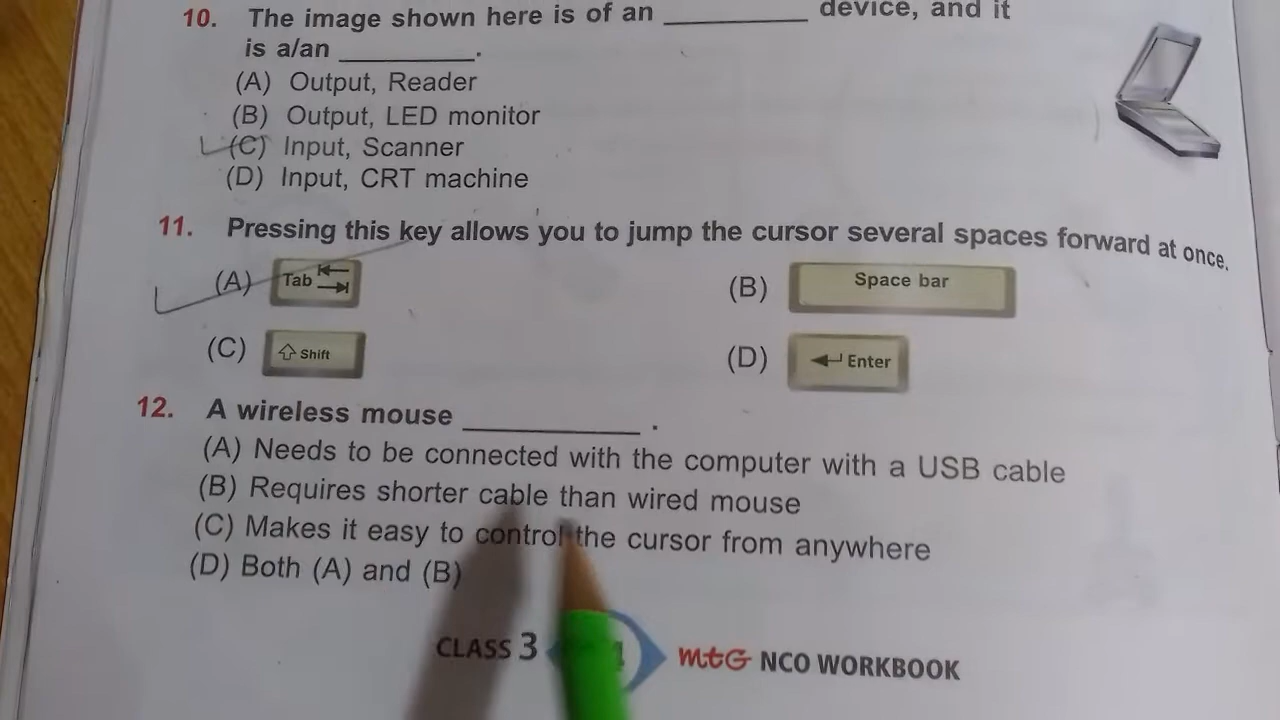 10. The image shown here is of an __________ device, and it
is a/an __________.
(A) Output, Reader
(B) Output, LED monitor
(C) Input, Scanner
(D) Input, CRT machine
11. Pressing this key allows you to jump the cursor several spaces forward at once.
(A) Tab (B) Space bar
(C) Shift (D) Enter
12. A wireless mouse ____________ .
(A) Needs to be connected with the computer with a USB cable
(B) Requires shorter cable than wired mouse
(C) Makes it easy to control the cursor from anywhere
(D) Both (A) and (B)
CLASS 3 mtG NCO WORKBOOK